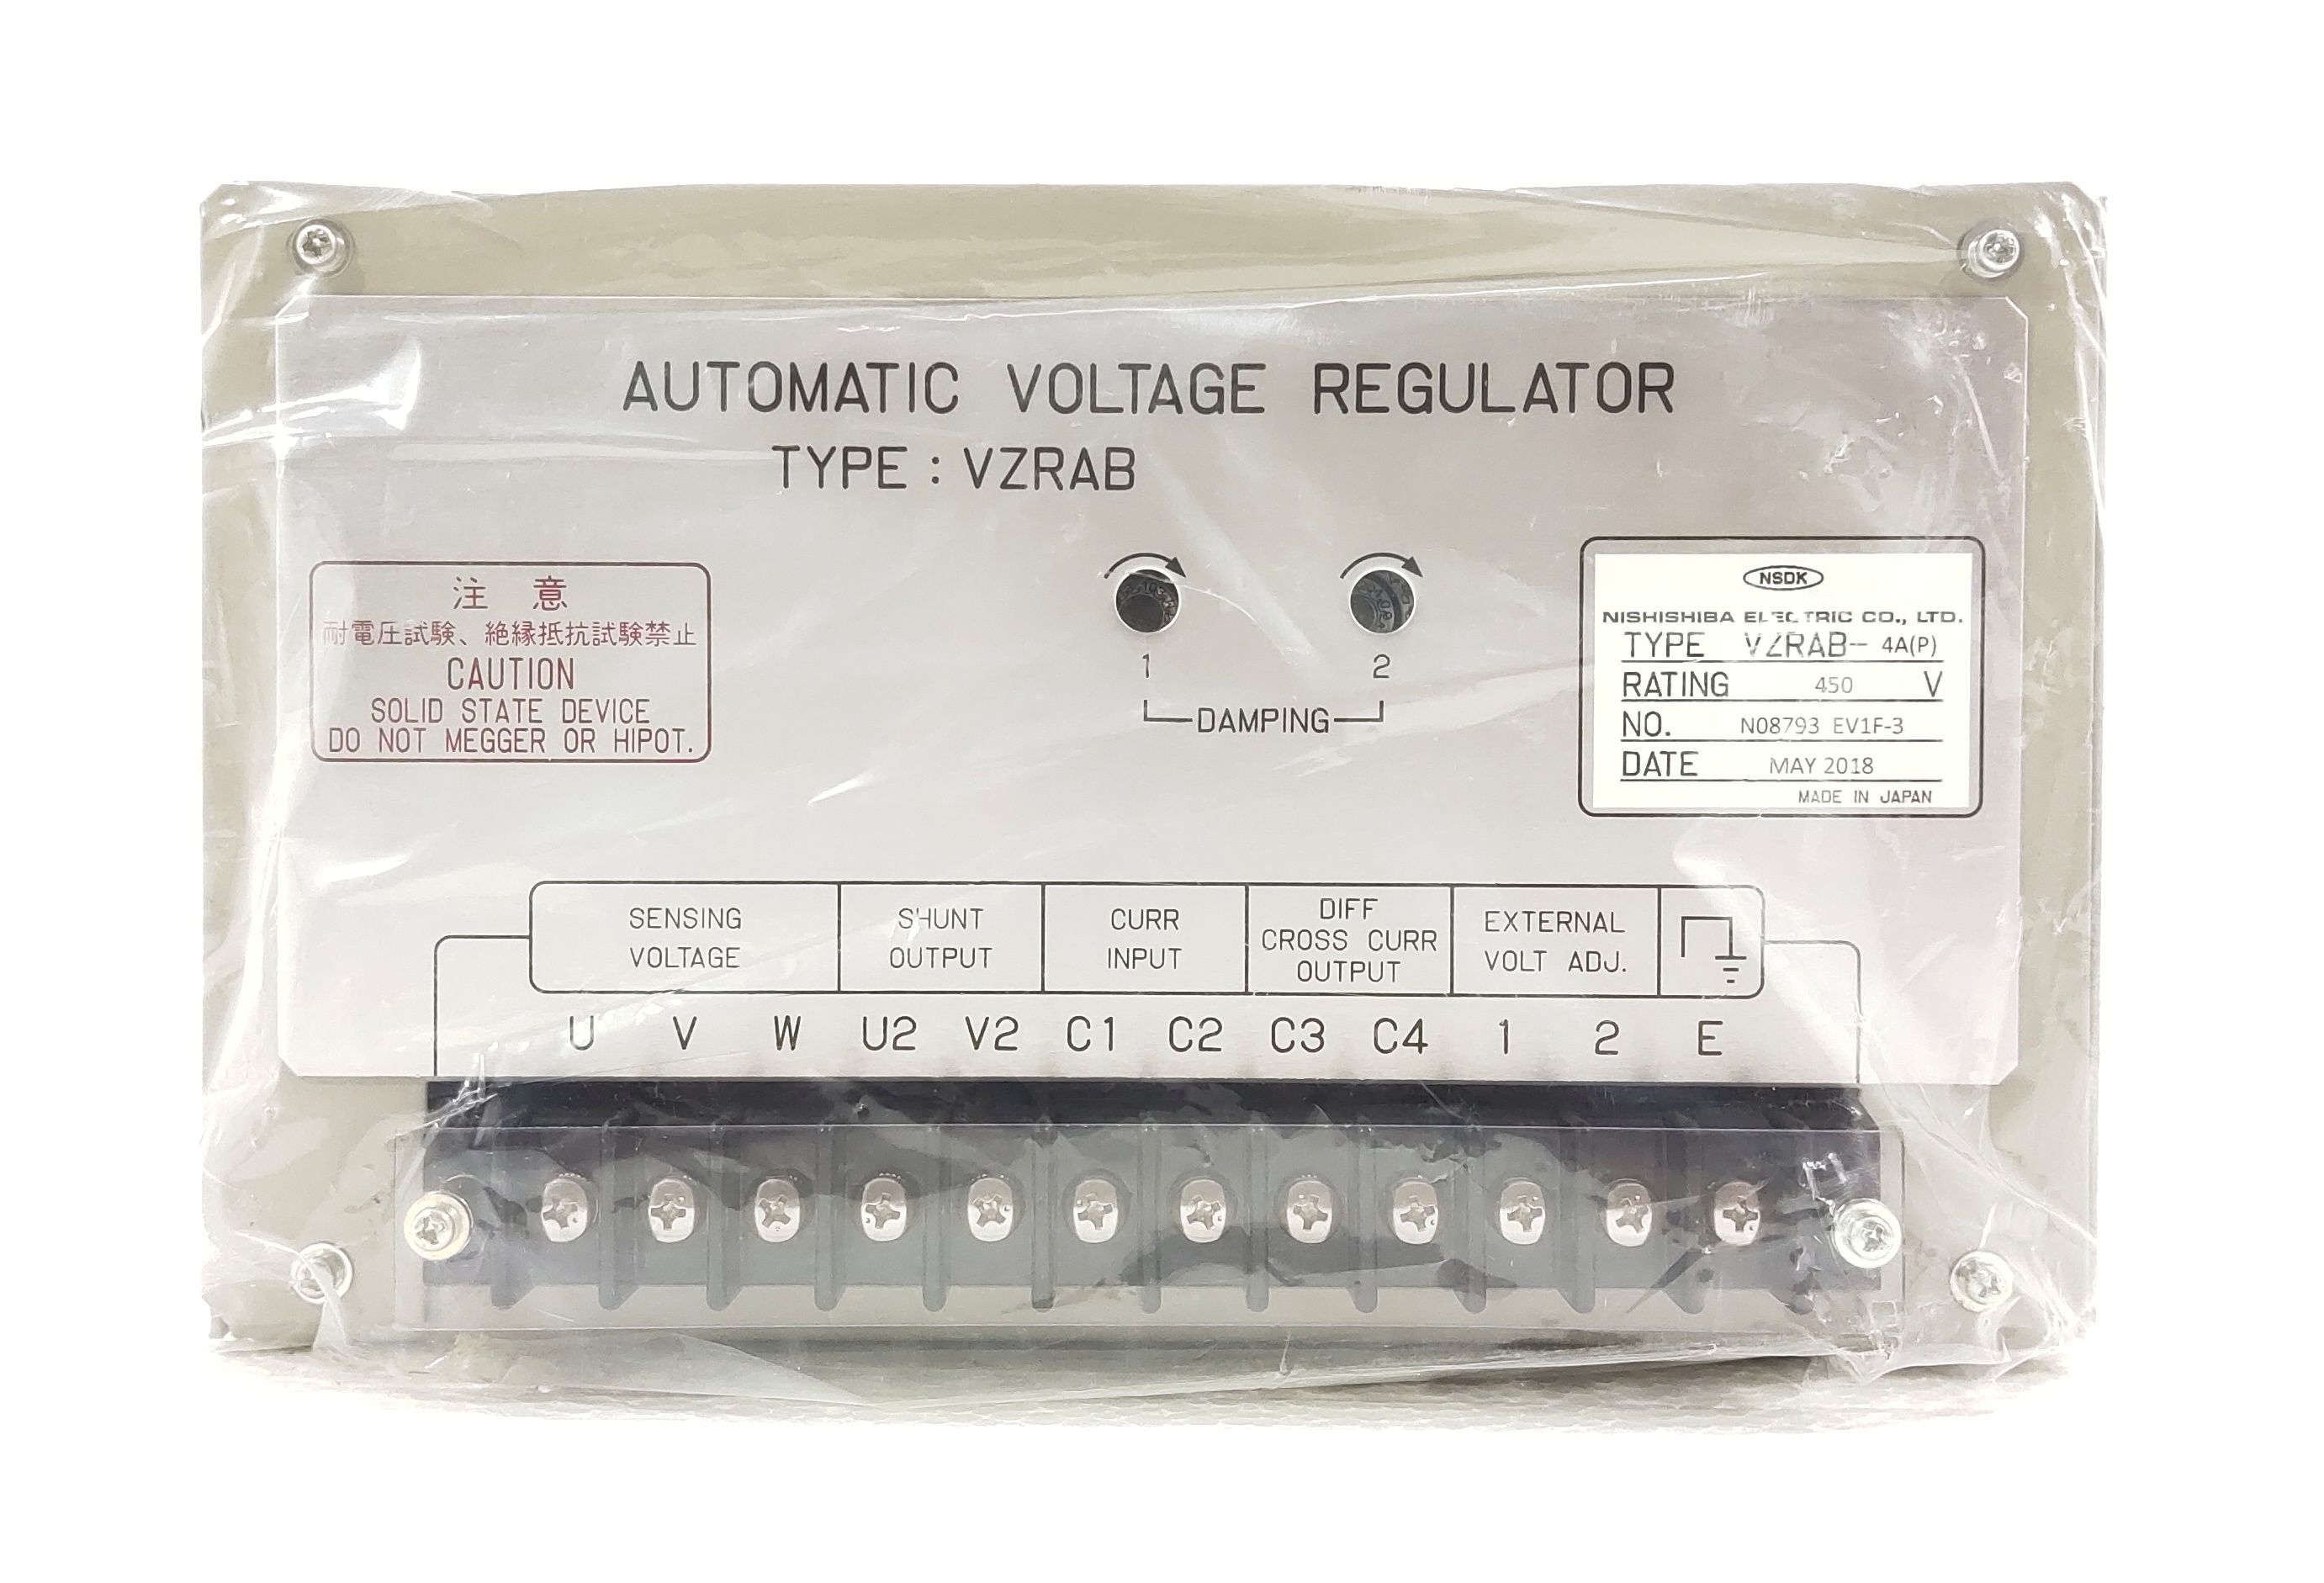 AUTOMATIC VOLTAGE REGULATOR
TYPE : VZRAB
注 意
耐電圧試験、絶縁抵抗試験禁止
CAUTION
SOLID STATE DEVICE
DO NOT MEGGER OR HIPOT.
1 2
DAMPING
NSDK
NISHISHIBA ELECTRIC CO., LTD.
TYPE VZRAB- 4A(P)
RATING 450 V
NO. N08793 EV1F-3
DATE MAY 2018
MADE IN JAPAN
SENSING
VOLTAGE
SHUNT
OUTPUT
CURR
INPUT
DIFF
CROSS CURR
OUTPUT
EXTERNAL
VOLT ADJ.
U V W U2 V2 C1 C2 C3 C4 1 2 E